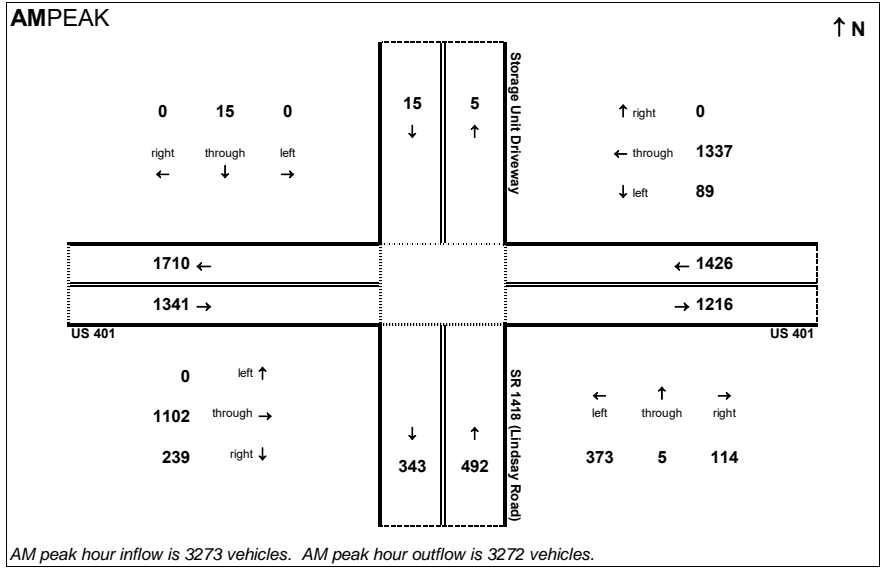 AMPEAK
↑ N
Storage Unit Driveway
0 15 0
right through left
← ↓ →
15 5
↓ ↑
↑ right 0
← through 1337
↓ left 89
1710 ←
← 1426
1341 →
→ 1216
US 401
US 401
0 left ↑
1102 through →
239 right ↓
↓ ↑
343 492
SR 1418 (Lindsay Road)
← ↑ →
left through right
373 5 114
AM peak hour inflow is 3273 vehicles. AM peak hour outflow is 3272 vehicles.